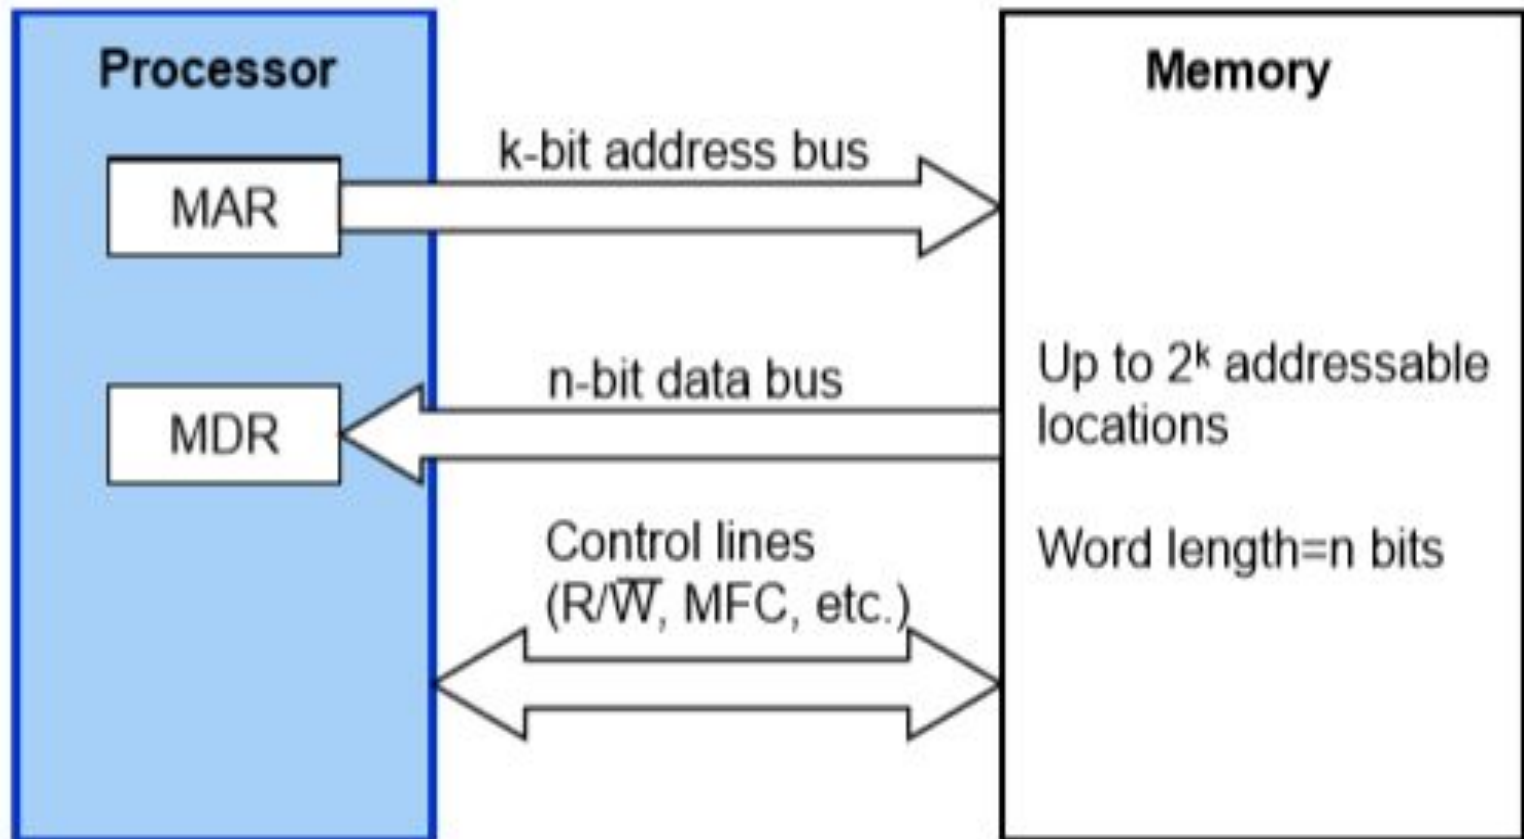 Processor
Memory
k-bit address bus
MAR
n-bit data bus
MDR
Up to 2ᵏ addressable
locations
Control lines
(R/W̅, MFC, etc.)
Word length=n bits